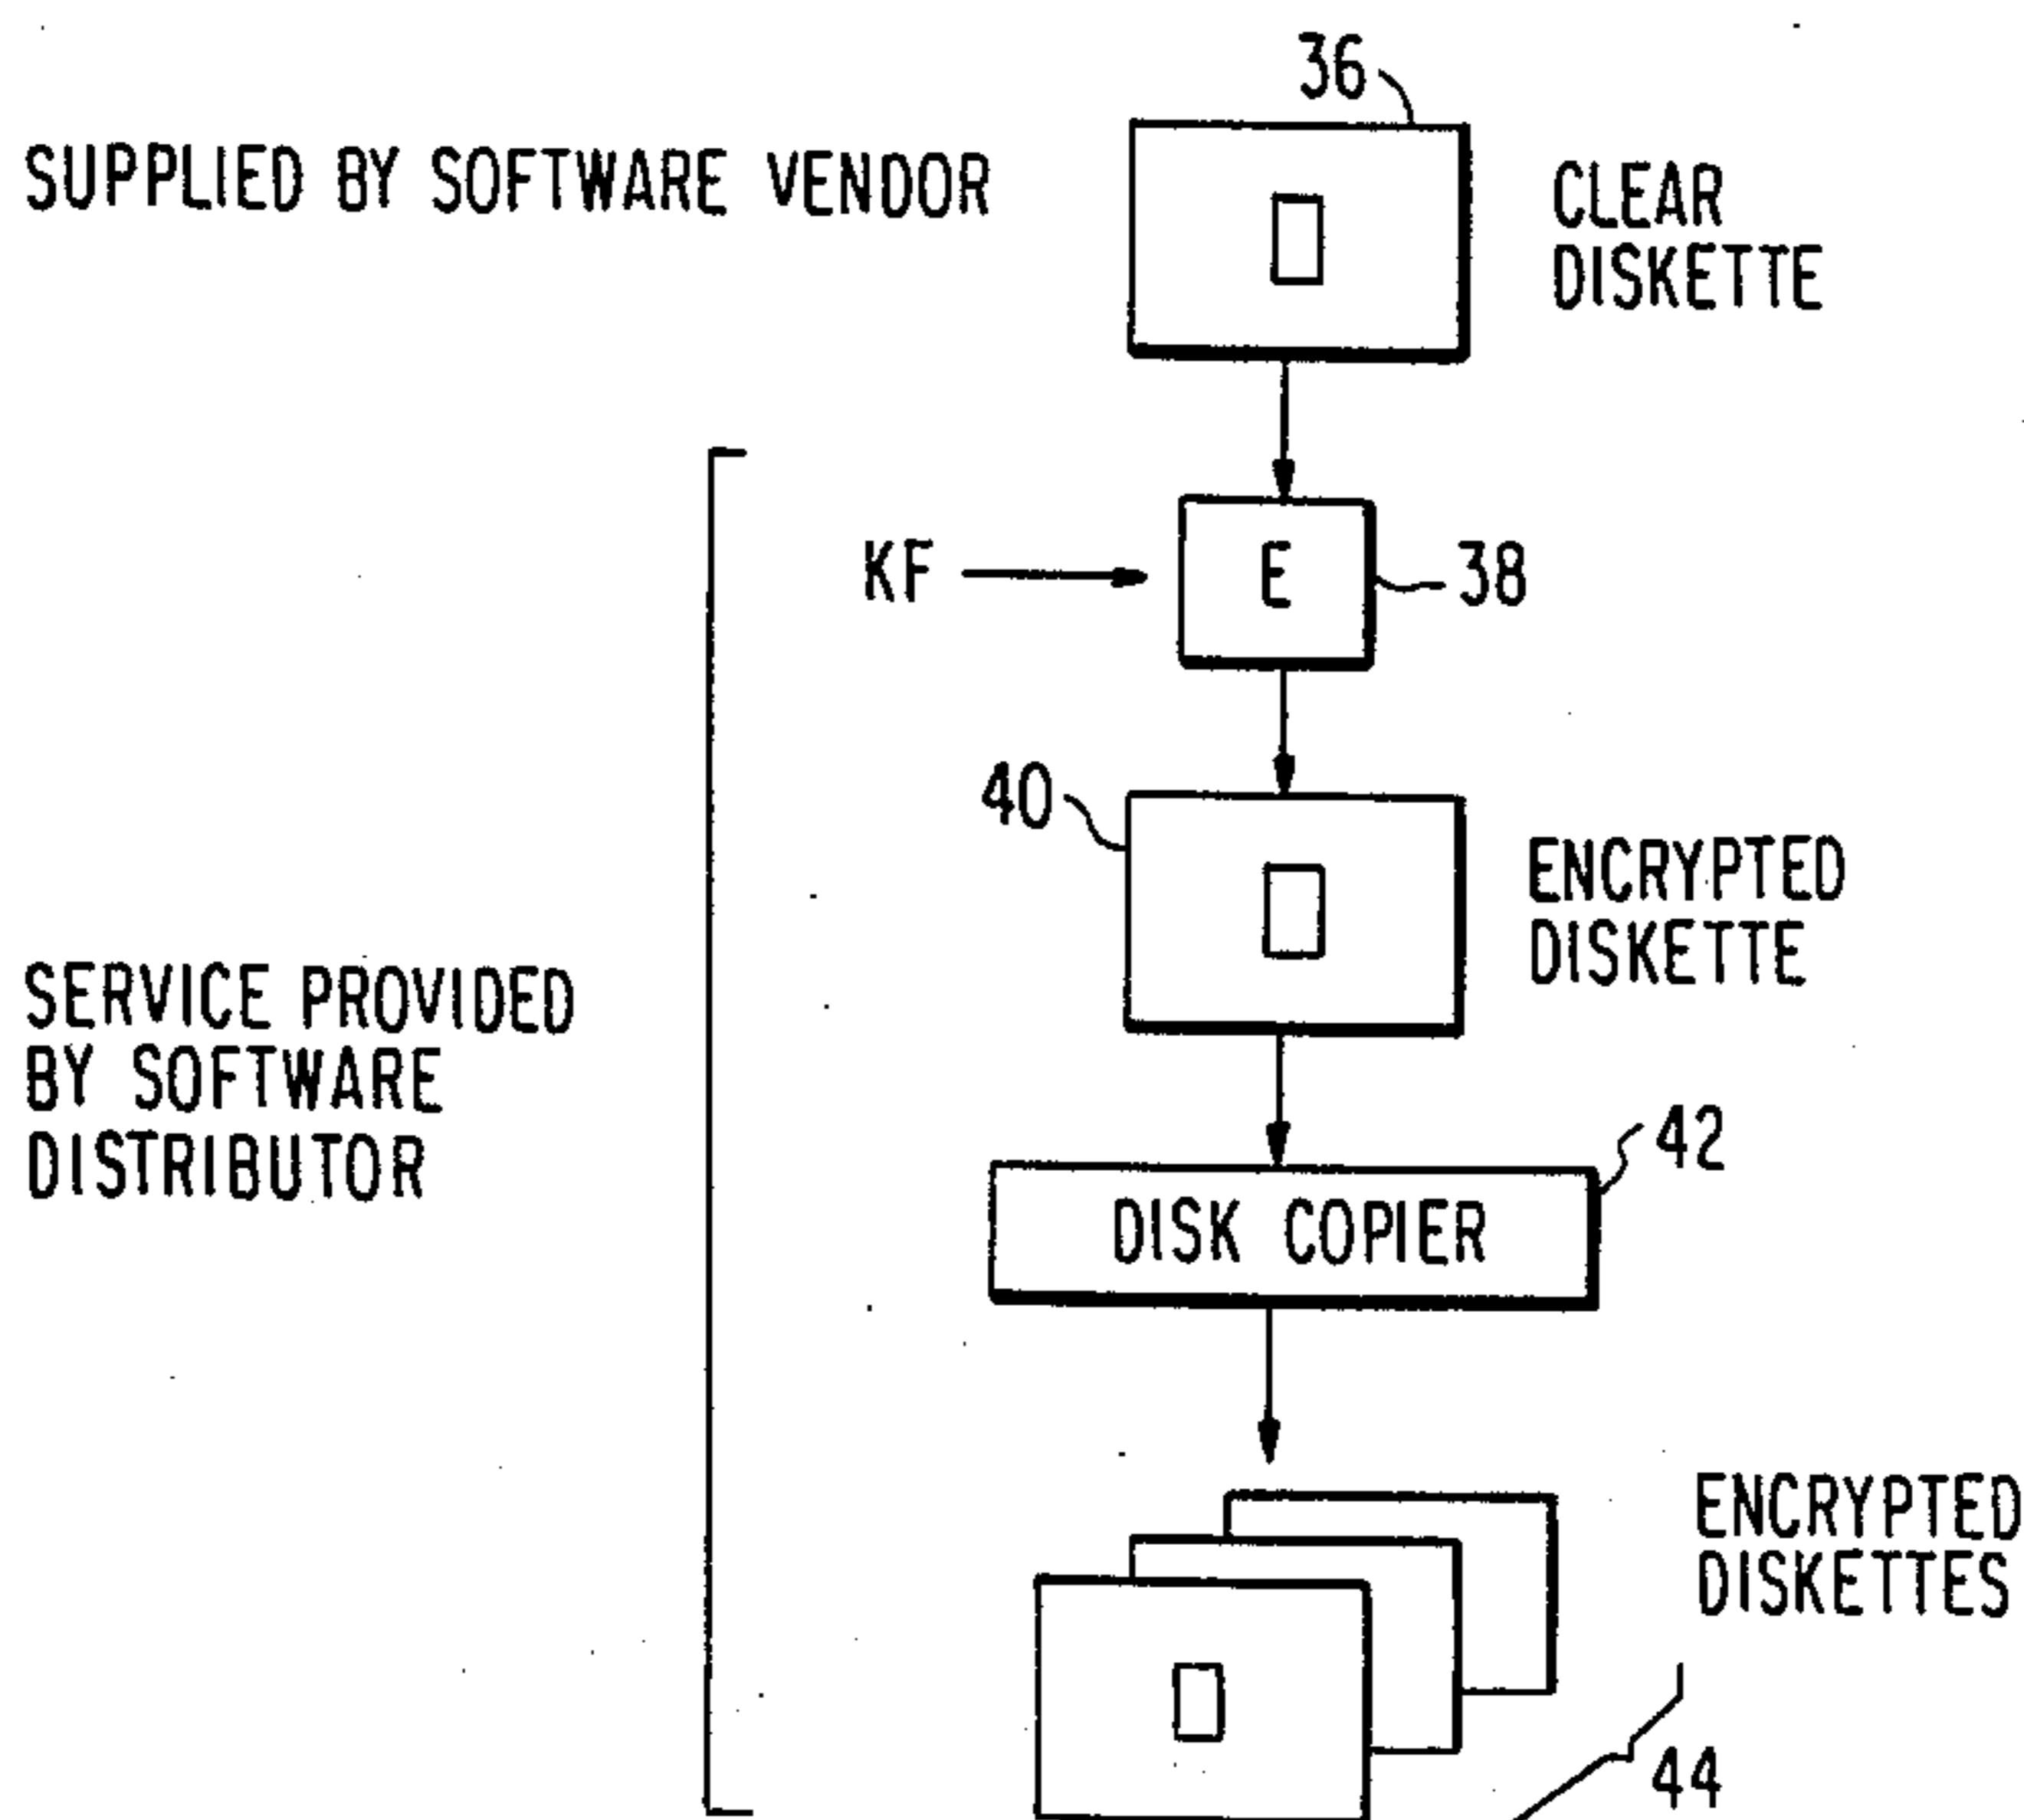 36
SUPPLIED BY SOFTWARE VENDOR
CLEAR
DISKETTE
KF
E
38
40
ENCRYPTED
DISKETTE
SERVICE PROVIDED
BY SOFTWARE
DISTRIBUTOR
42
DISK COPIER
ENCRYPTED
DISKETTES
44